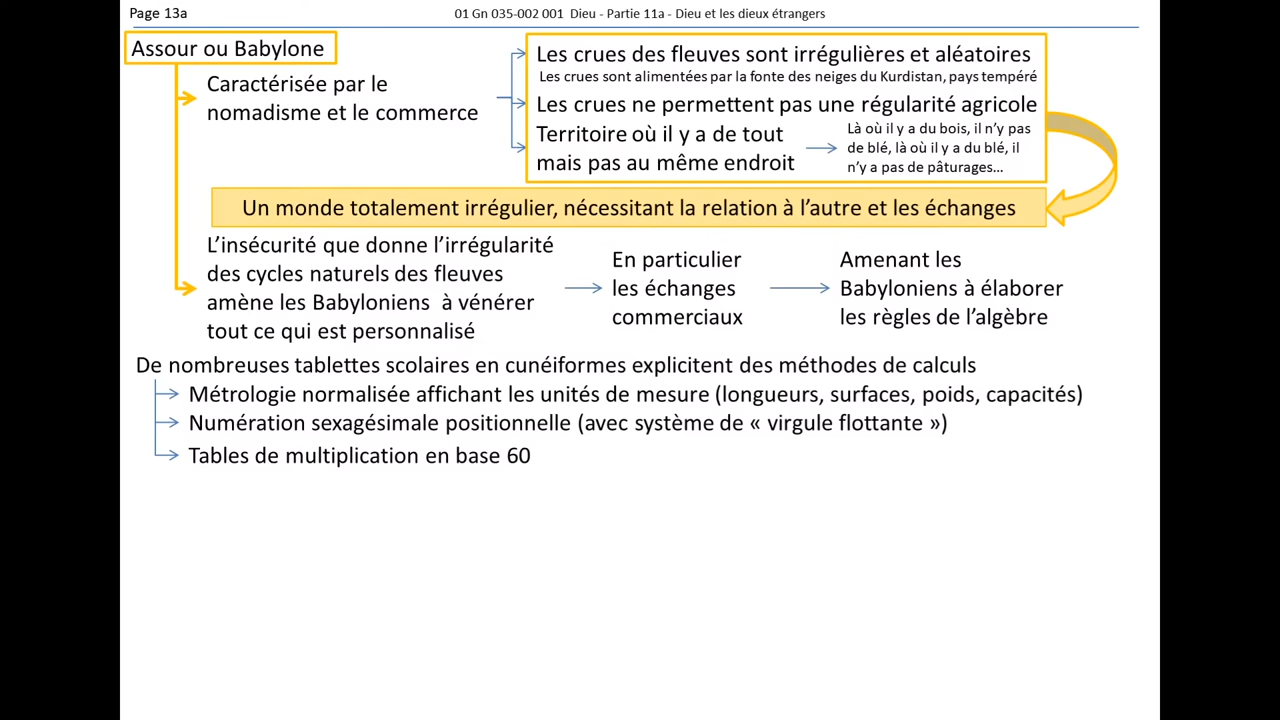 Page 13a
01 Gn 035-002 001 Dieu - Partie 11a - Dieu et les dieux étrangers
Assour ou Babylone
Caractérisée par le
nomadisme et le commerce
Les crues des fleuves sont irrégulières et aléatoires
Les crues sont alimentées par la fonte des neiges du Kurdistan, pays tempéré
Les crues ne permettent pas une régularité agricole
Territoire où il y a de tout
mais pas au même endroit
Là où il y a du bois, il n’y pas
de blé, là où il y a du blé, il
n’y a pas de pâturages…
Un monde totalement irrégulier, nécessitant la relation à l’autre et les échanges
L’insécurité que donne l’irrégularité
des cycles naturels des fleuves
amène les Babyloniens à vénérer
tout ce qui est personnalisé
En particulier
les échanges
commerciaux
Amenant les
Babyloniens à élaborer
les règles de l’algèbre
De nombreuses tablettes scolaires en cunéiformes explicitent des méthodes de calculs
Métrologie normalisée affichant les unités de mesure (longueurs, surfaces, poids, capacités)
Numération sexagésimale positionnelle (avec système de « virgule flottante »)
Tables de multiplication en base 60